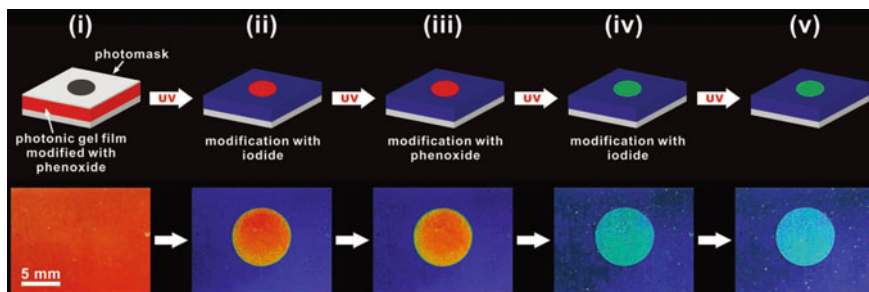 (i) (ii) (iii) (iv) (v)
photomask
UV UV UV UV
photonic gel film
modified with
phenoxide
modification with
iodide
modification with
phenoxide
modification with
iodide
5 mm